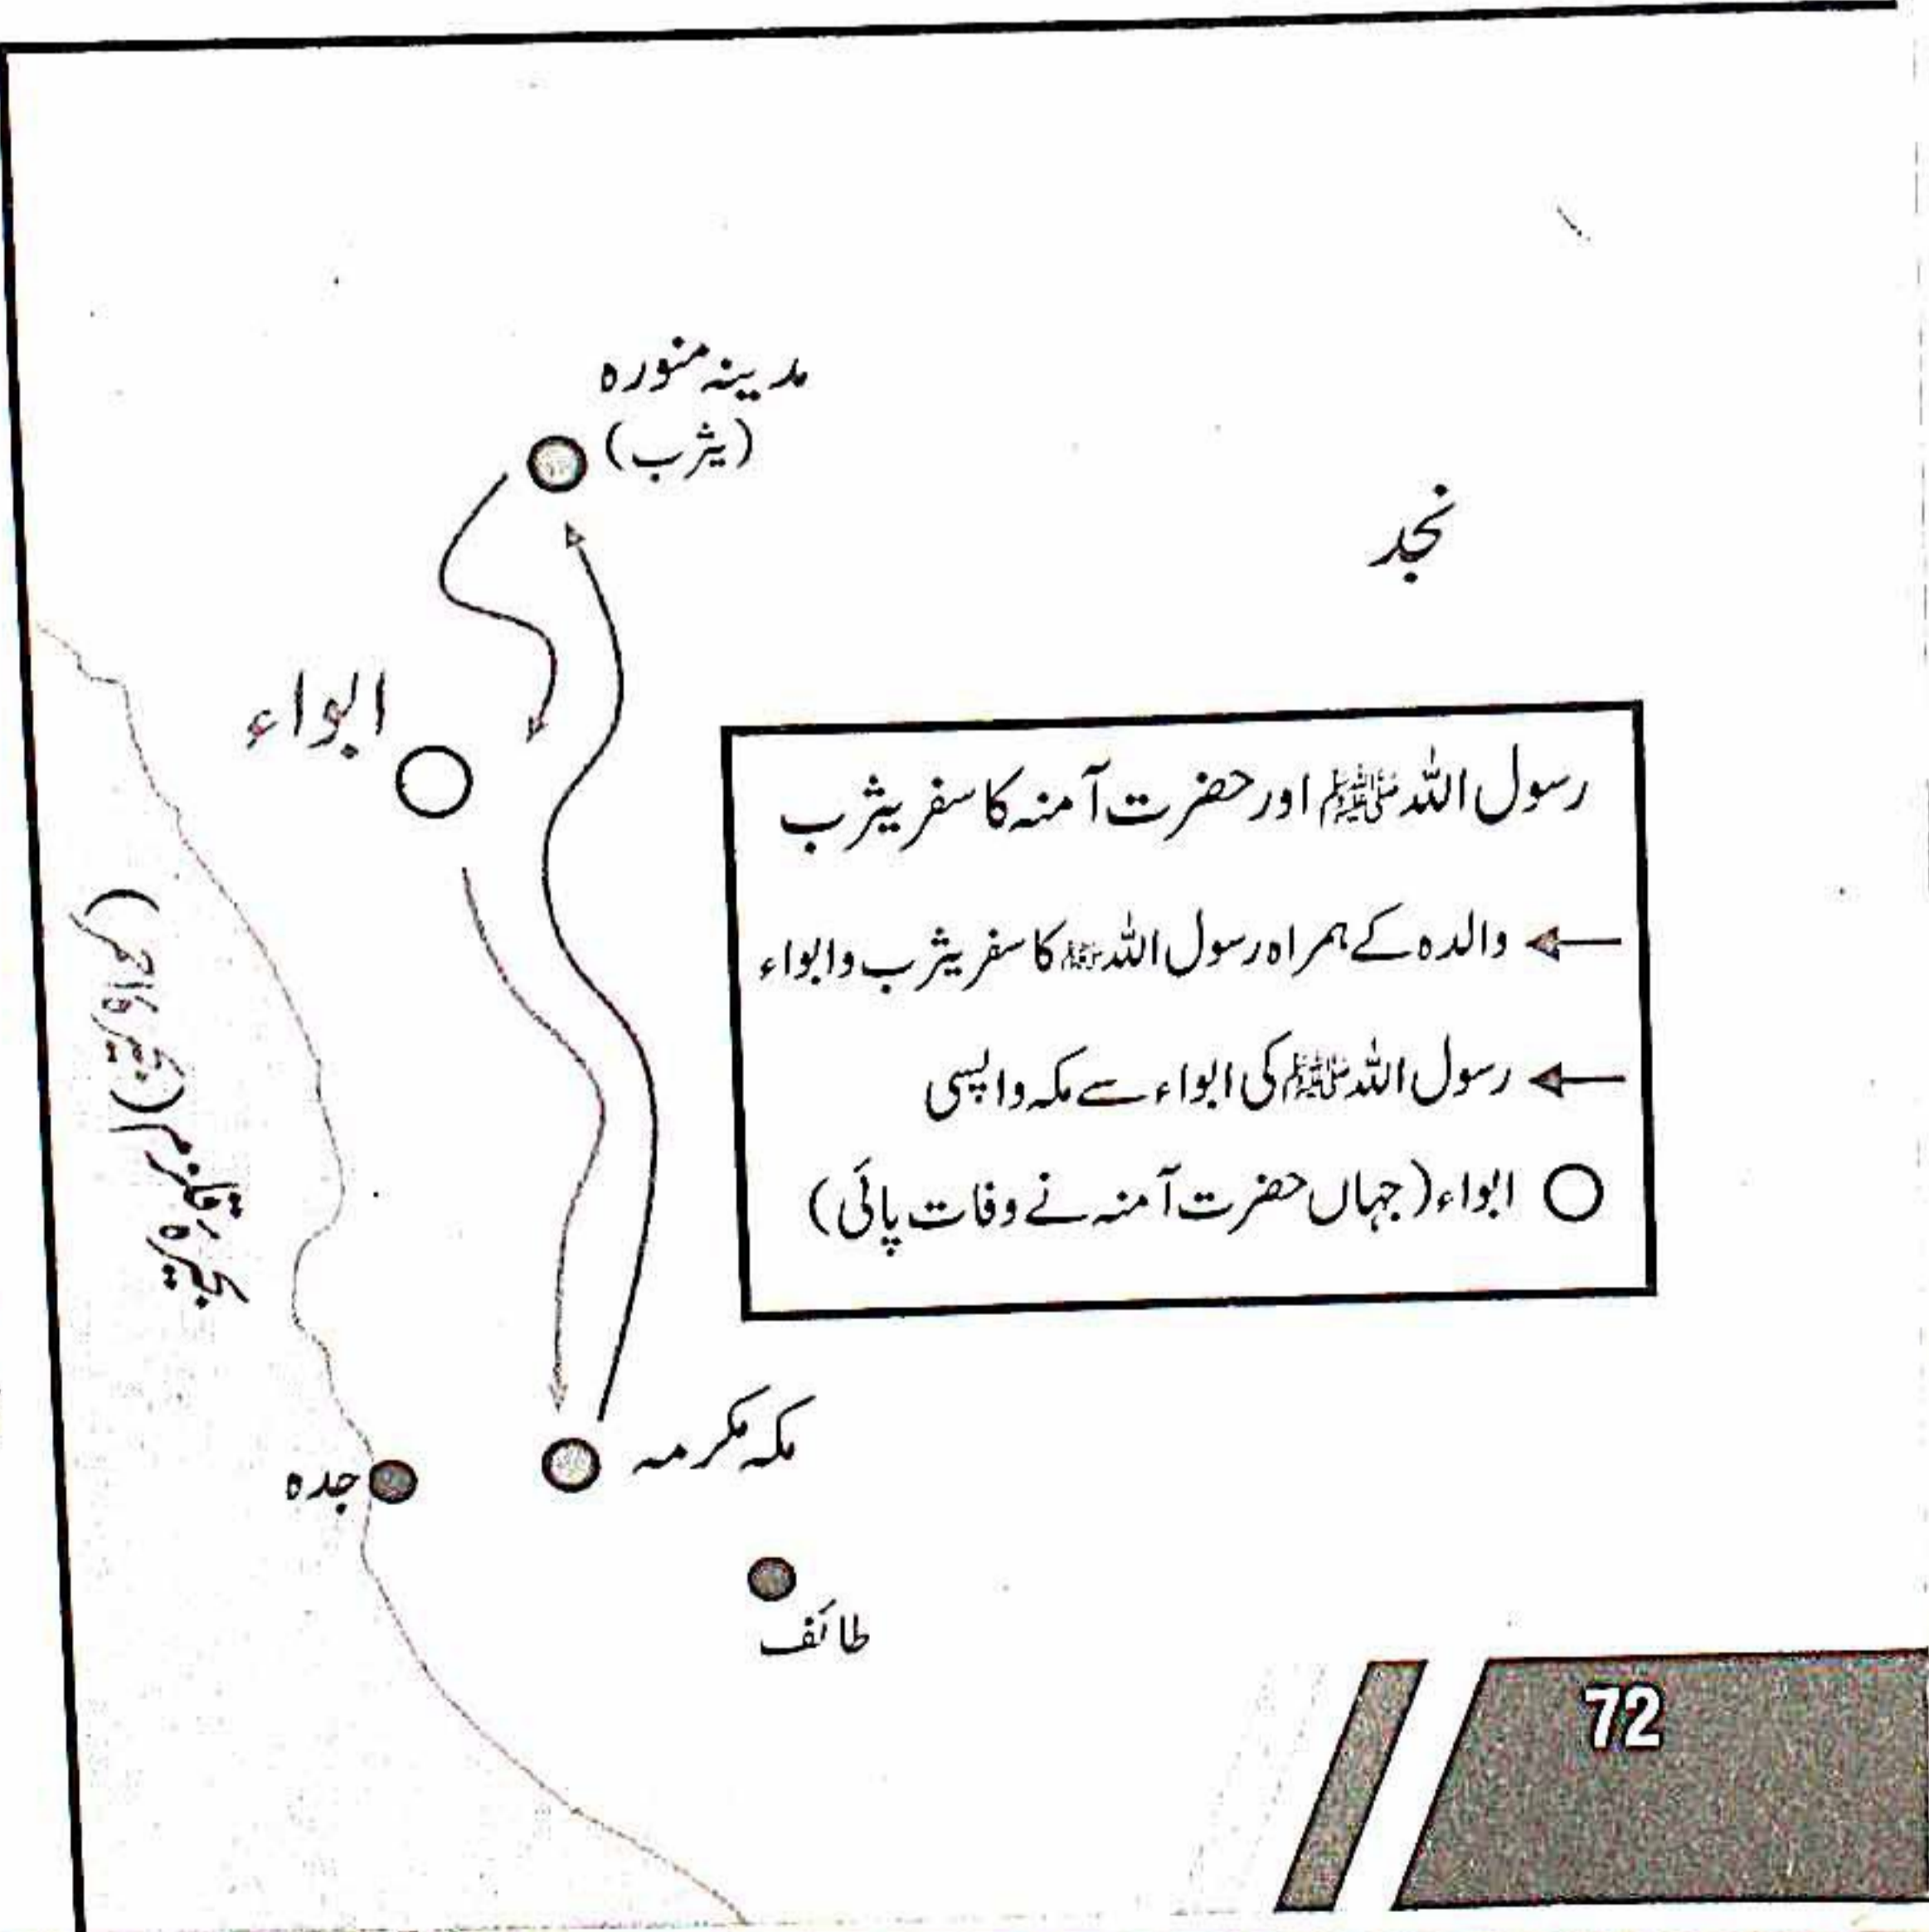 مدینہ منورہ
(یثرب)
نجد
ابواء
رسول اللہ ﷺ اور حضرت آمنہ کا سفر یثرب
والدہ کے ہمراہ رسول اللہ ﷺ کا سفر یثرب و ابواء
رسول اللہ ﷺ کی ابواء سے مکہ واپسی
ابواء (جہاں حضرت آمنہ نے وفات پائی)
بحیرہ قلزم (بحیرہ احمر)
مکہ مکرمہ
جدہ
طائف
72